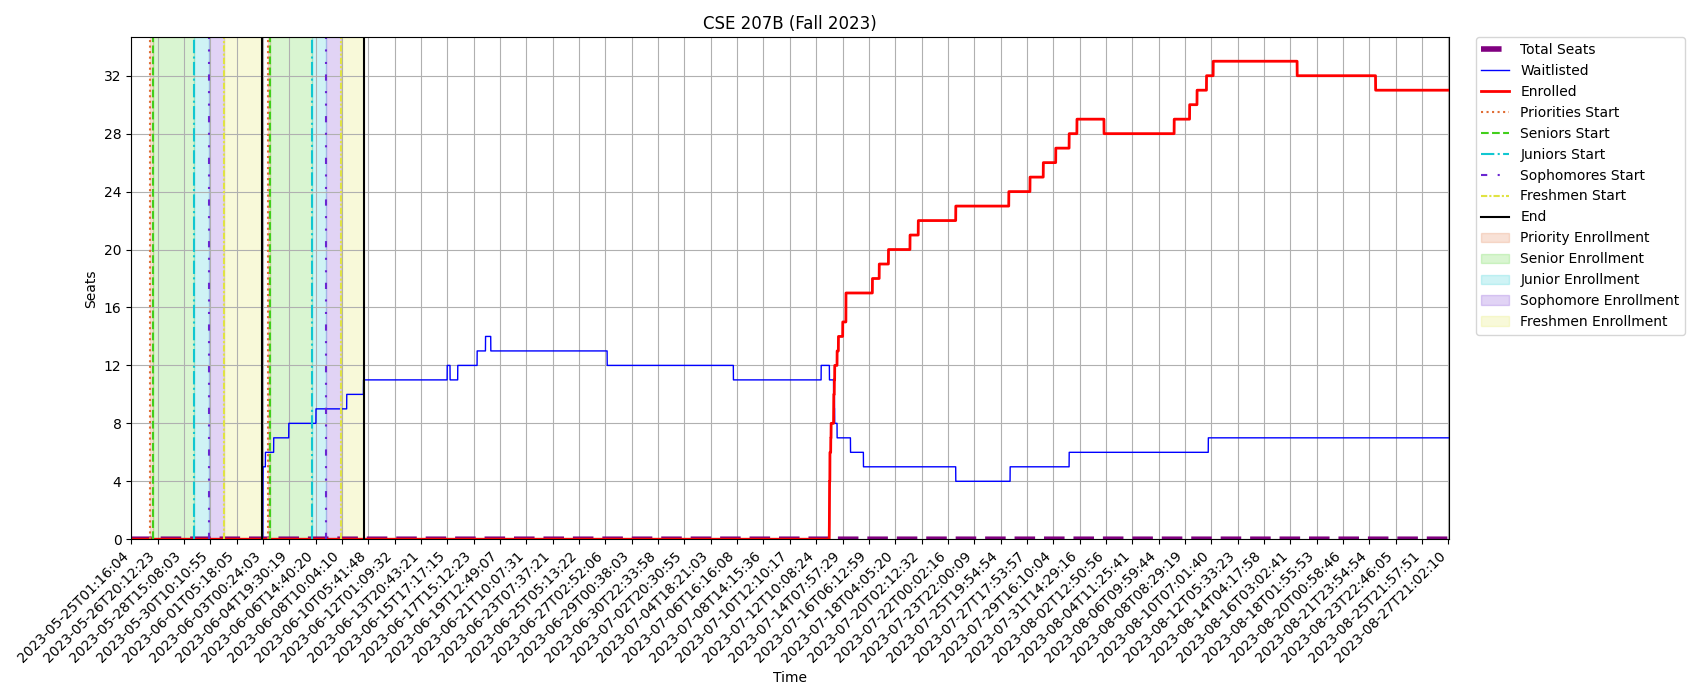 CSE 207B (Fall 2023)
Seats
32
28
24
20
16
12
8
4
0
2023-05-25T01:16:04
2023-05-26T20:12:23
2023-05-28T15:08:03
2023-05-30T10:10:55
2023-06-01T05:18:05
2023-06-03T00:24:03
2023-06-04T19:30:19
2023-06-06T14:40:20
2023-06-08T10:04:10
2023-06-10T05:41:48
2023-06-12T01:09:32
2023-06-13T20:43:21
2023-06-15T17:17:15
2023-06-17T15:12:23
2023-06-19T12:49:07
2023-06-21T10:07:31
2023-06-23T07:37:21
2023-06-25T05:13:22
2023-06-27T02:52:06
2023-06-29T00:38:03
2023-06-30T22:33:58
2023-07-02T20:30:55
2023-07-04T18:21:03
2023-07-06T16:16:08
2023-07-08T14:15:36
2023-07-10T12:10:17
2023-07-12T10:08:24
2023-07-14T07:57:29
2023-07-16T06:12:59
2023-07-18T04:05:20
2023-07-20T02:12:32
2023-07-22T00:02:16
2023-07-23T22:00:09
2023-07-25T19:54:54
2023-07-27T17:53:57
2023-07-29T16:10:04
2023-07-31T14:29:16
2023-08-02T12:50:56
2023-08-04T11:25:41
2023-08-06T09:59:44
2023-08-08T08:29:19
2023-08-10T07:01:40
2023-08-12T05:33:23
2023-08-14T04:17:58
2023-08-16T03:02:41
2023-08-18T01:55:53
2023-08-20T00:58:46
2023-08-21T23:54:54
2023-08-23T22:46:05
2023-08-25T21:57:51
2023-08-27T21:02:10
Time
Total Seats
Waitlisted
Enrolled
Priorities Start
Seniors Start
Juniors Start
Sophomores Start
Freshmen Start
End
Priority Enrollment
Senior Enrollment
Junior Enrollment
Sophomore Enrollment
Freshmen Enrollment